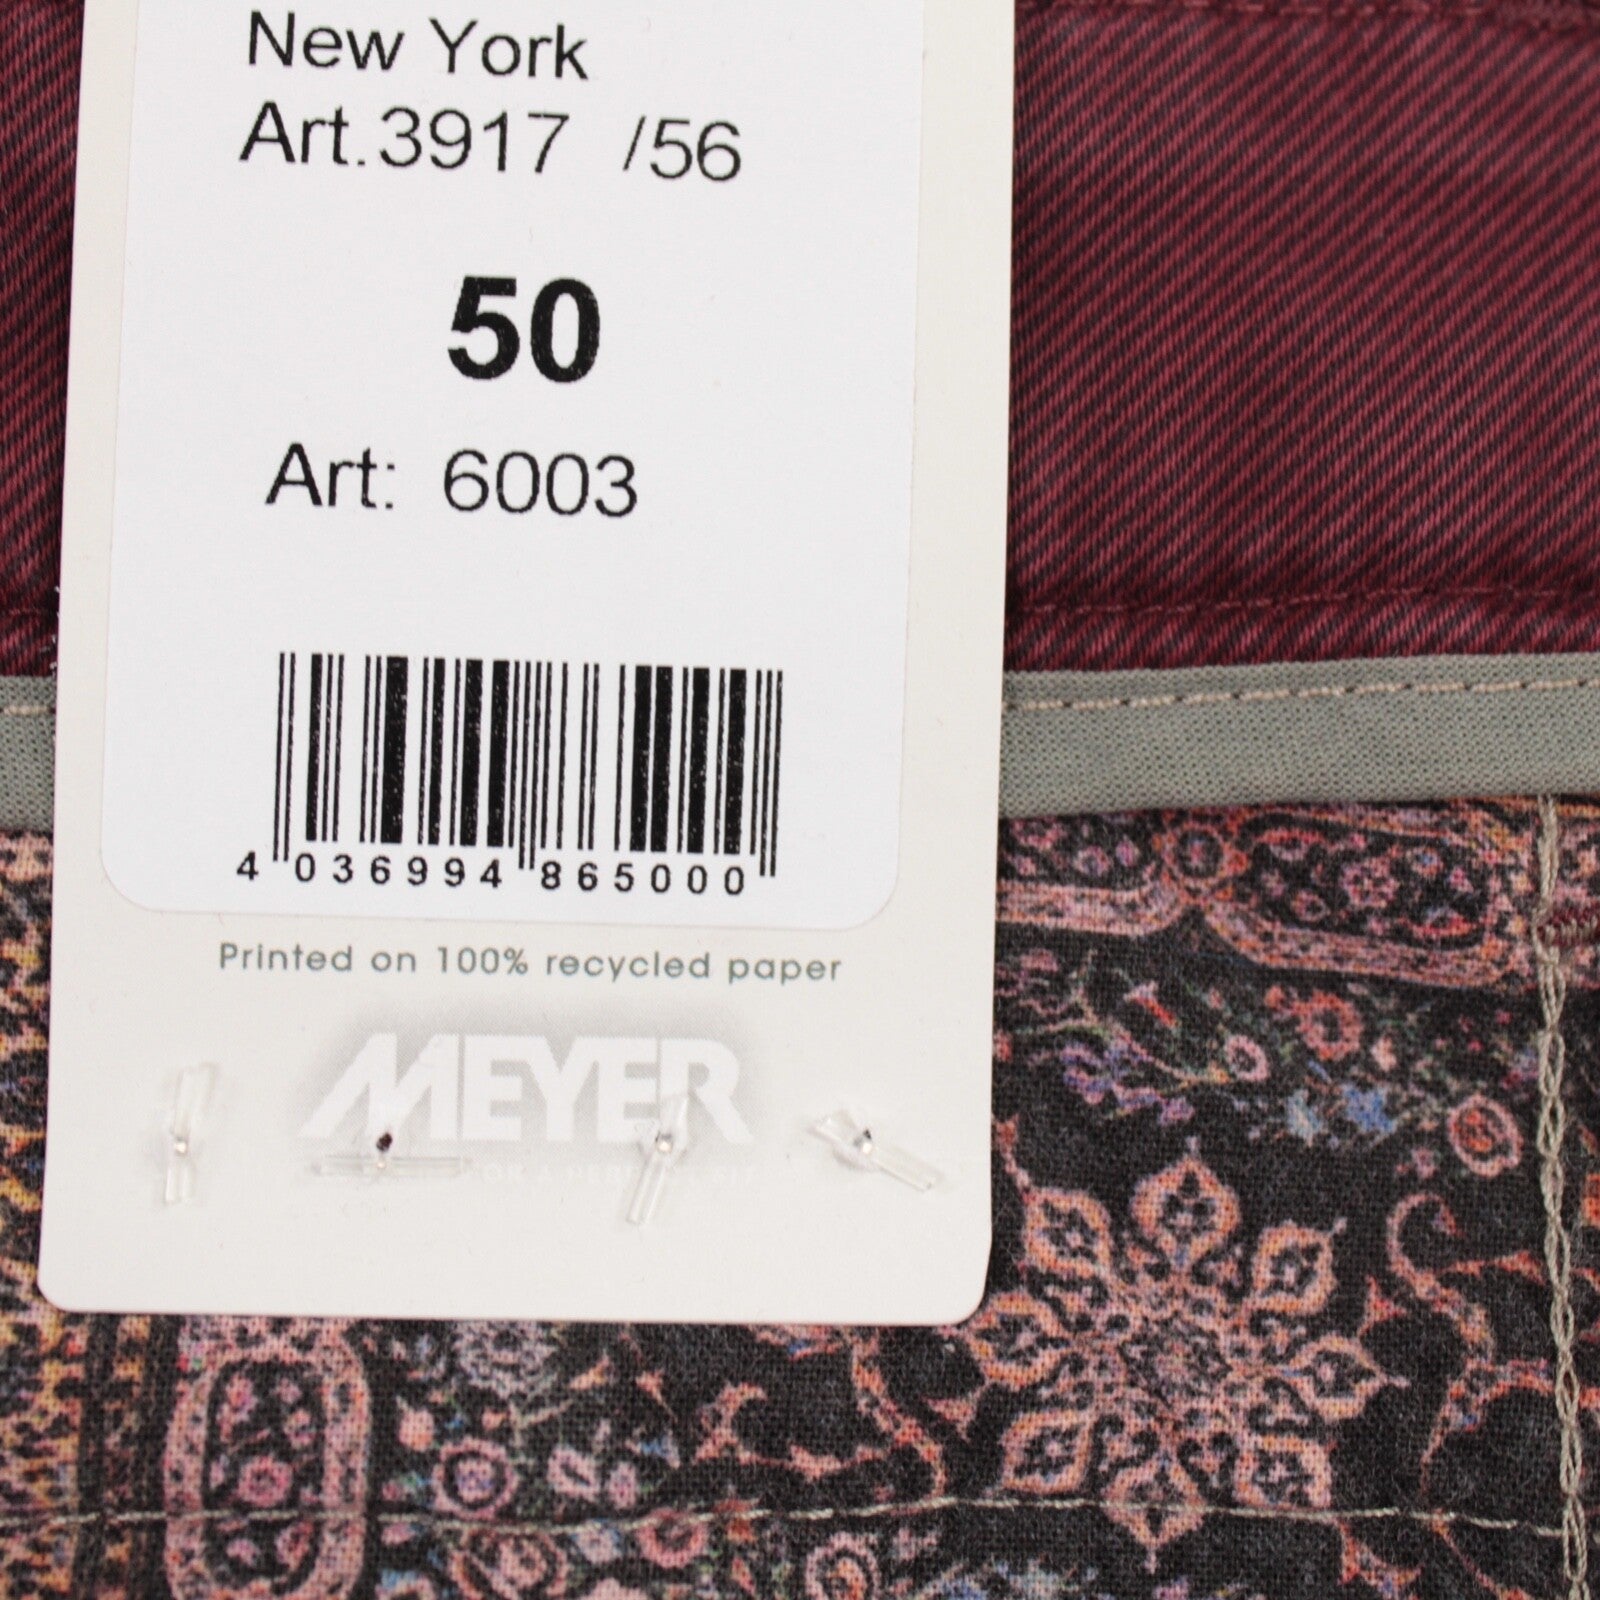 New York
Art.3917 /56
50
Art: 6003
4 036994 865000
Printed on 100% recycled paper
MEYER